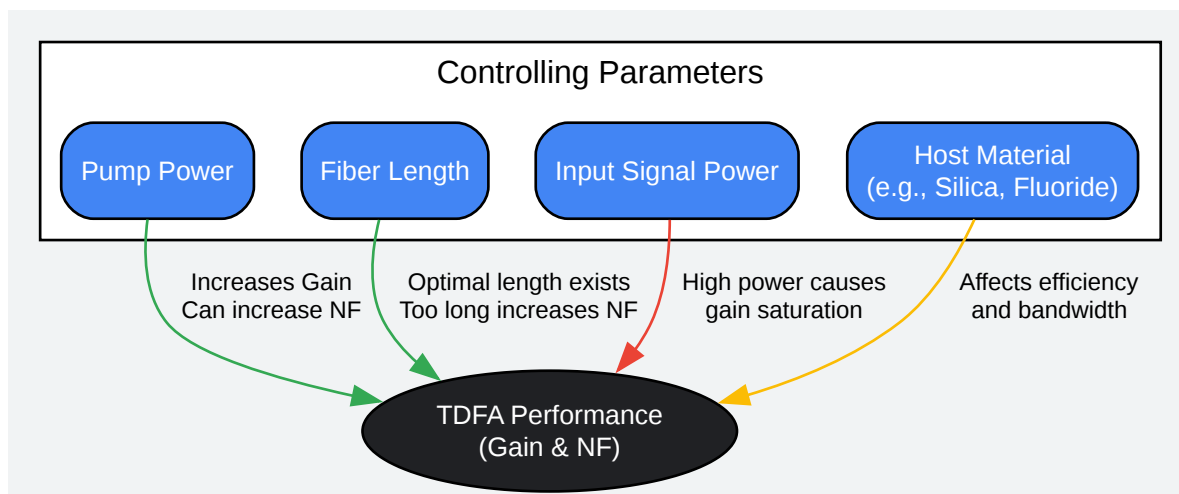 Controlling Parameters
Pump Power
Fiber Length
Input Signal Power
Host Material
(e.g., Silica, Fluoride)
Increases Gain
Can increase NF
Optimal length exists
Too long increases NF
High power causes
gain saturation
Affects efficiency
and bandwidth
TDFA Performance
(Gain & NF)